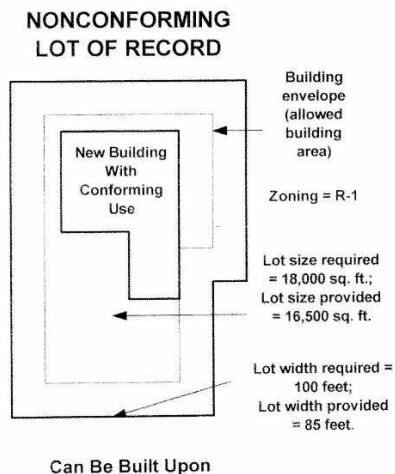 NONCONFORMING
LOT OF RECORD
Building
envelope
(allowed
building
area)
New Building
With
Conforming
Use
Zoning = R-1
Lot size required
= 18,000 sq. ft.;
Lot size provided
= 16,500 sq. ft.
Lot width required =
100 feet;
Lot width provided
= 85 feet.
Can Be Built Upon